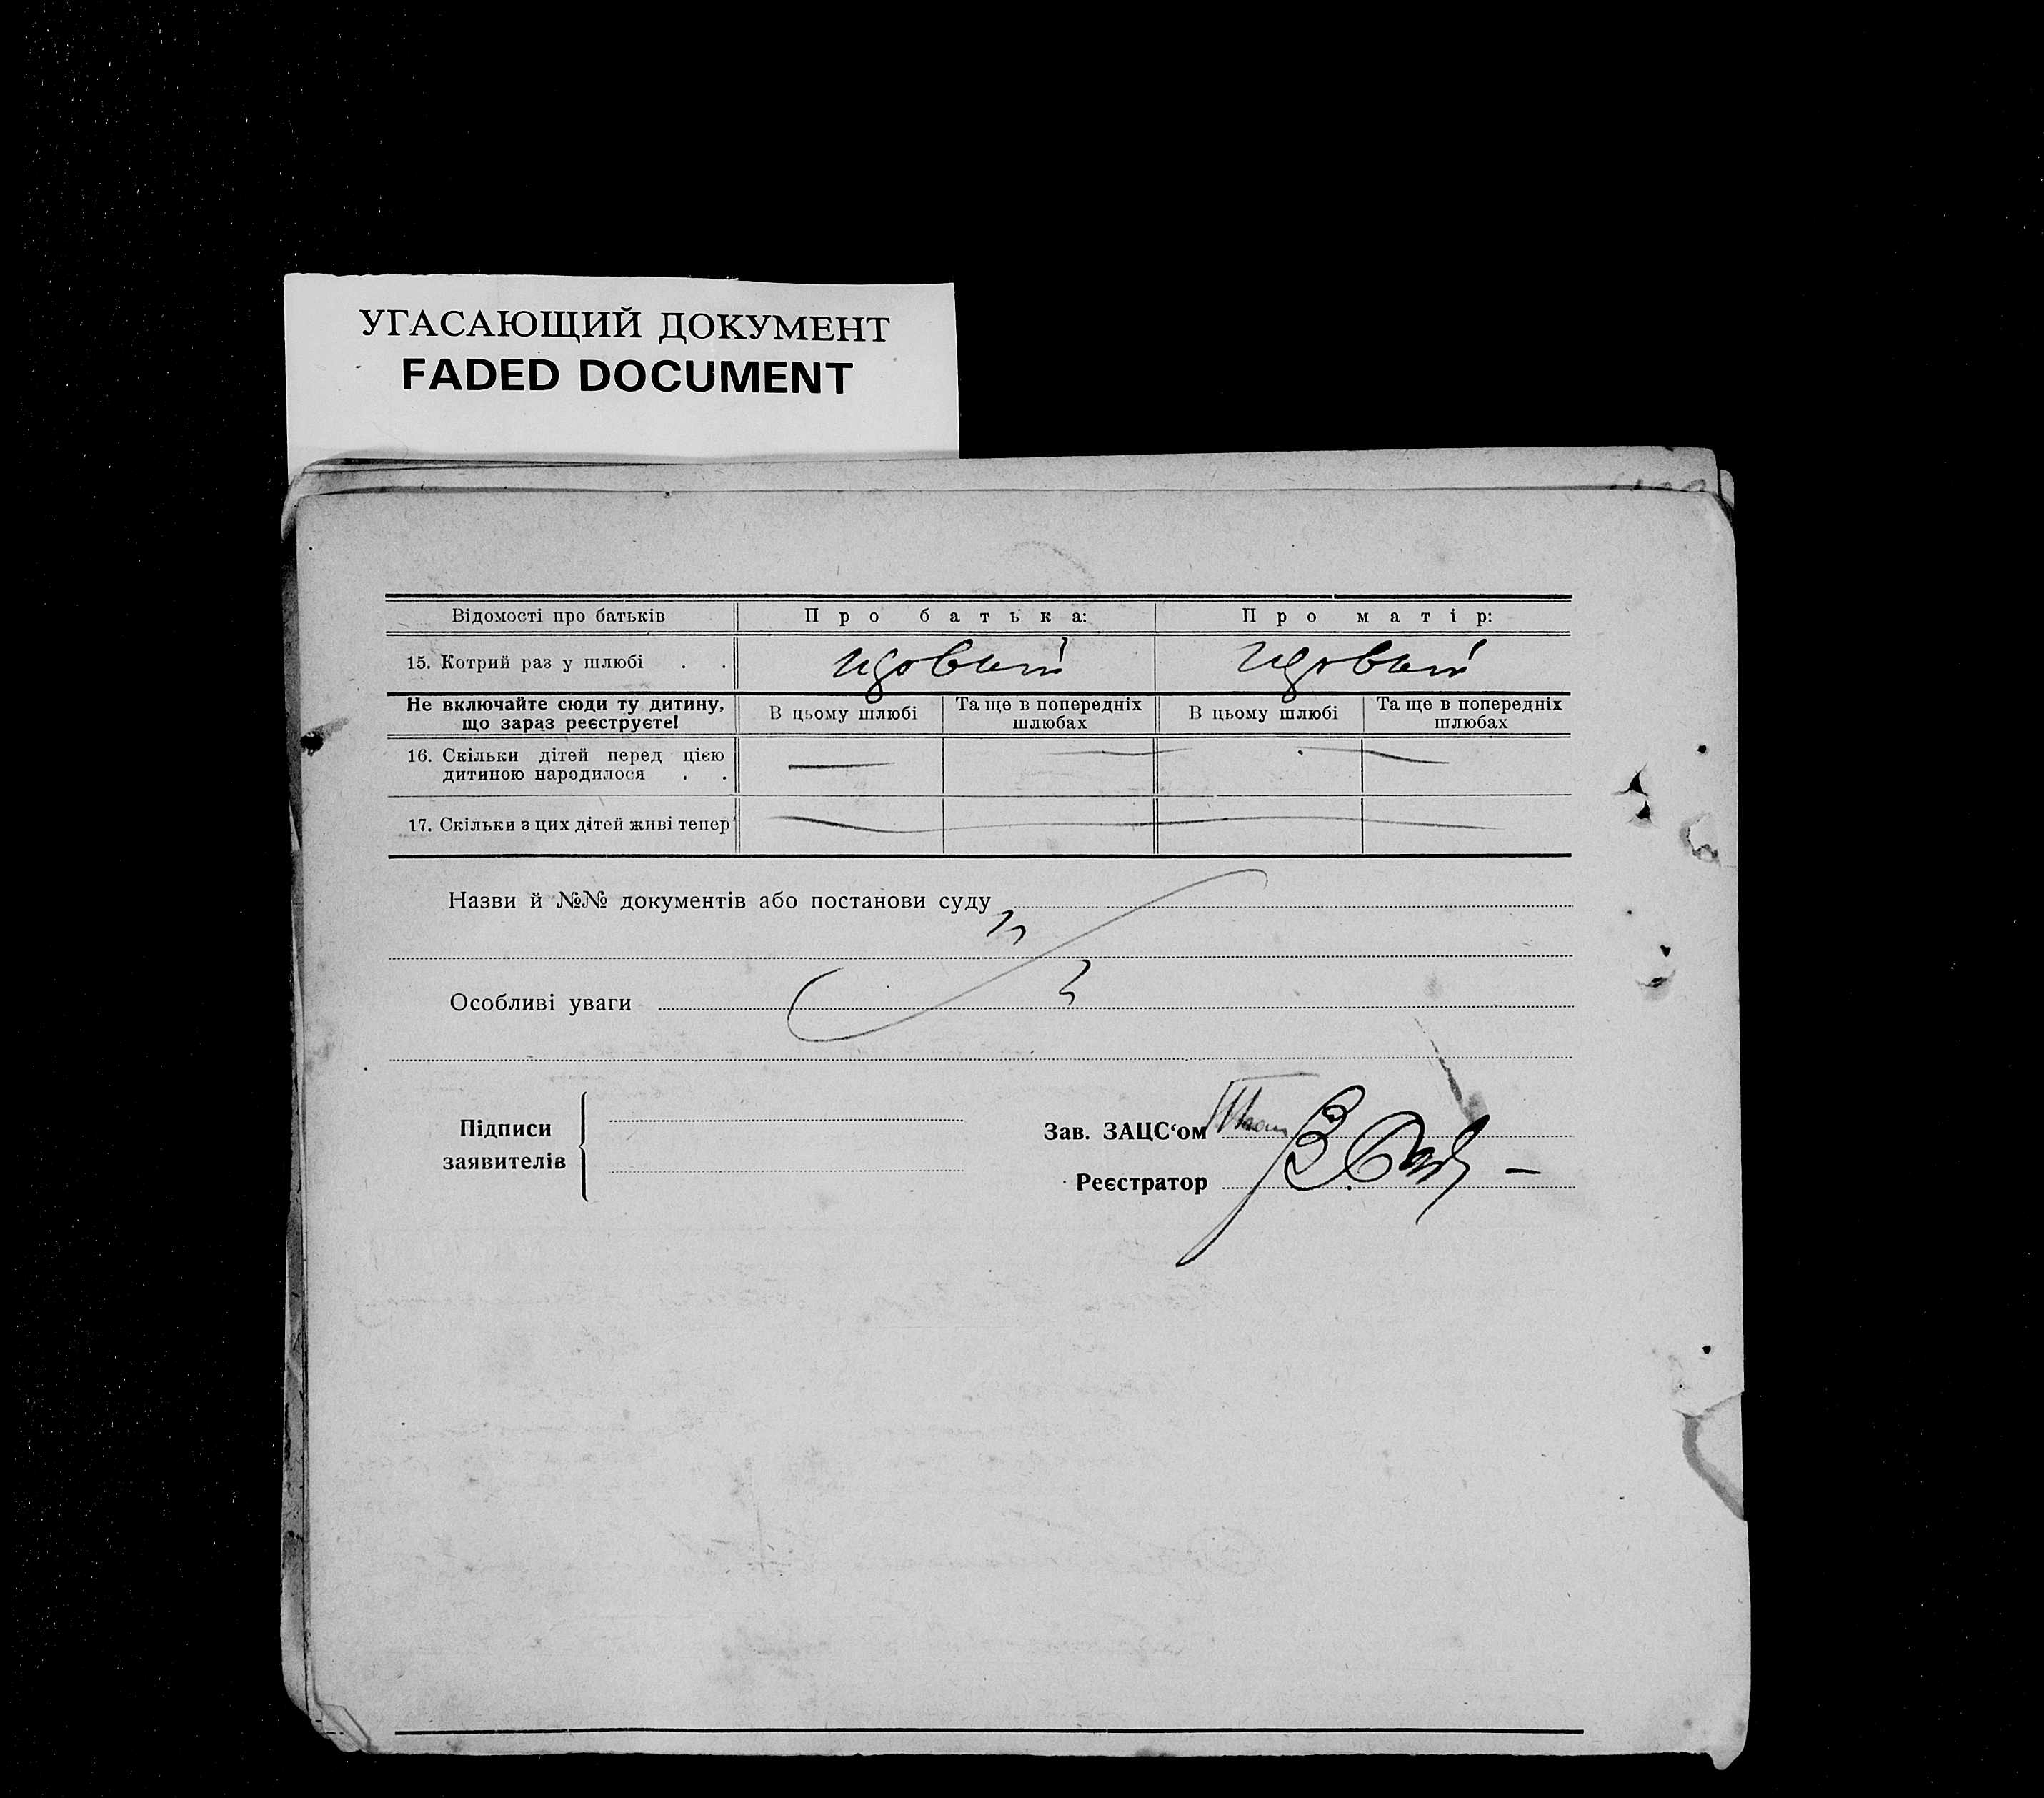 УГАСАЮЩИЙ ДОКУМЕНТ
FADED DOCUMENT
Відомості про батьків Про батька: Про матір:
15. Котрий раз у шлюбі . .
Не включайте сюди ту дитину, що зараз реєструєте! В цьому шлюбі Та ще в попередніх шлюбах В цьому шлюбі Та ще в попередніх шлюбах
16. Скільки дітей перед цією
дитиною народилося . .
17. Скільки з цих дітей живі тепер
Назви й №№ документів або постанови суду
Особливі уваги
Підписи
заявителів
Зав. ЗАЦС‘ом
Реєстратор